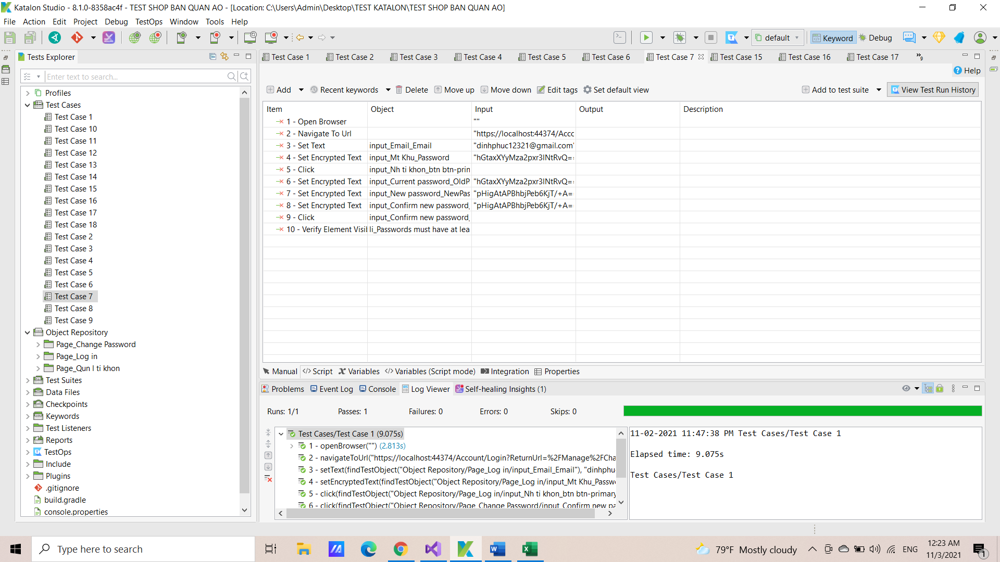 Katalon Studio - 8.1.0-8358ac4f - TEST SHOP BAN QUAN AO - [Location: C:\Users\Admin\Desktop\TEST KATALON\TEST SHOP BAN QUAN AO]
File Action Edit Project Debug TestOps Window Tools Help
default Keyword Debug
Tests Explorer
Enter text to search...
Profiles
Test Cases
Test Case 1
Test Case 10
Test Case 11
Test Case 12
Test Case 13
Test Case 14
Test Case 15
Test Case 16
Test Case 17
Test Case 18
Test Case 2
Test Case 3
Test Case 4
Test Case 5
Test Case 6
Test Case 7
Test Case 8
Test Case 9
Object Repository
Page_Change Password
Page_Log in
Page_Qun l ti khon
Test Suites
Data Files
Checkpoints
Keywords
Test Listeners
Reports
TestOps
Include
Plugins
.gitignore
build.gradle
console.properties
Test Case 1 Test Case 2 Test Case 3 Test Case 4 Test Case 5 Test Case 6 Test Case 7 Test Case 15 Test Case 16 Test Case 17 »9
Help
Add Recent keywords Delete Move up Move down Edit tags Set default view Add to test suite View Test Run History
Item Object Input Output Description
1 - Open Browser ""
2 - Navigate To Url "https://localhost:44374/Accc
3 - Set Text input_Email_Email "dinhphuc12321@gmail.com"
4 - Set Encrypted Text input_Mt Khu_Password "hGtaxXYyMza2pxr3lNtRvQ=
5 - Click input_Nh ti khon_btn btn-prin
6 - Set Encrypted Text input_Current password_OldP "hGtaxXYyMza2pxr3lNtRvQ=
7 - Set Encrypted Text input_New password_NewPas "pHigAtAPBhbjPeb6KjT/+A=
8 - Set Encrypted Text input_Confirm new password_ "pHigAtAPBhbjPeb6KjT/+A=
9 - Click input_Confirm new password_
10 - Verify Element Visil li_Passwords must have at lea
Manual Script Variables Variables (Script mode) Integration Properties
Problems Event Log Console Log Viewer Self-healing Insights (1)
Runs: 1/1 Passes: 1 Failures: 0 Errors: 0 Skips: 0
Test Cases/Test Case 1 (9.075s)
1 - openBrowser("") (2.813s)
2 - navigateToUrl("https://localhost:44374/Account/Login?ReturnUrl=%2FManage%2FCha
3 - setText(findTestObject("Object Repository/Page_Log in/input_Email_Email"), "dinhphu
4 - setEncryptedText(findTestObject("Object Repository/Page_Log in/input_Mt Khu_Passw
5 - click(findTestObject("Object Repository/Page_Log in/input_Nh ti khon_btn btn-primary
6 - click(findTestObject("Object Repository/Page_Change Password/input_Confirm new pa
11-02-2021 11:47:38 PM Test Cases/Test Case 1
Elapsed time: 9.075s
Test Cases/Test Case 1
Type here to search
79°F Mostly cloudy
ENG
12:23 AM
11/3/2021
1